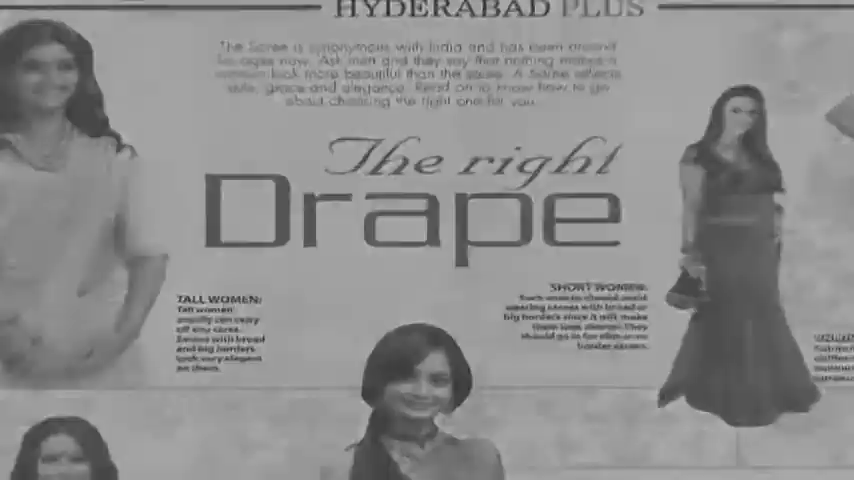 HYDERABAD PLUS
The Saree is synonymous with India and has been around
for ages now. Ask men and they say that nothing makes a
woman look more beautiful than the saree. A Saree reflects
style, grace and elegance. Read on to know how to go
about choosing the right one for you.
The right
Drape
TALL WOMEN:
Tall women
usually can carry
off any saree.
Sarees with broad
and big borders
look very elegant
on them.
SHORT WOMEN:
Such women should avoid
wearing sarees with broad or
big borders since it will make
them look shorter. They
should go in for slim or no
border sarees.